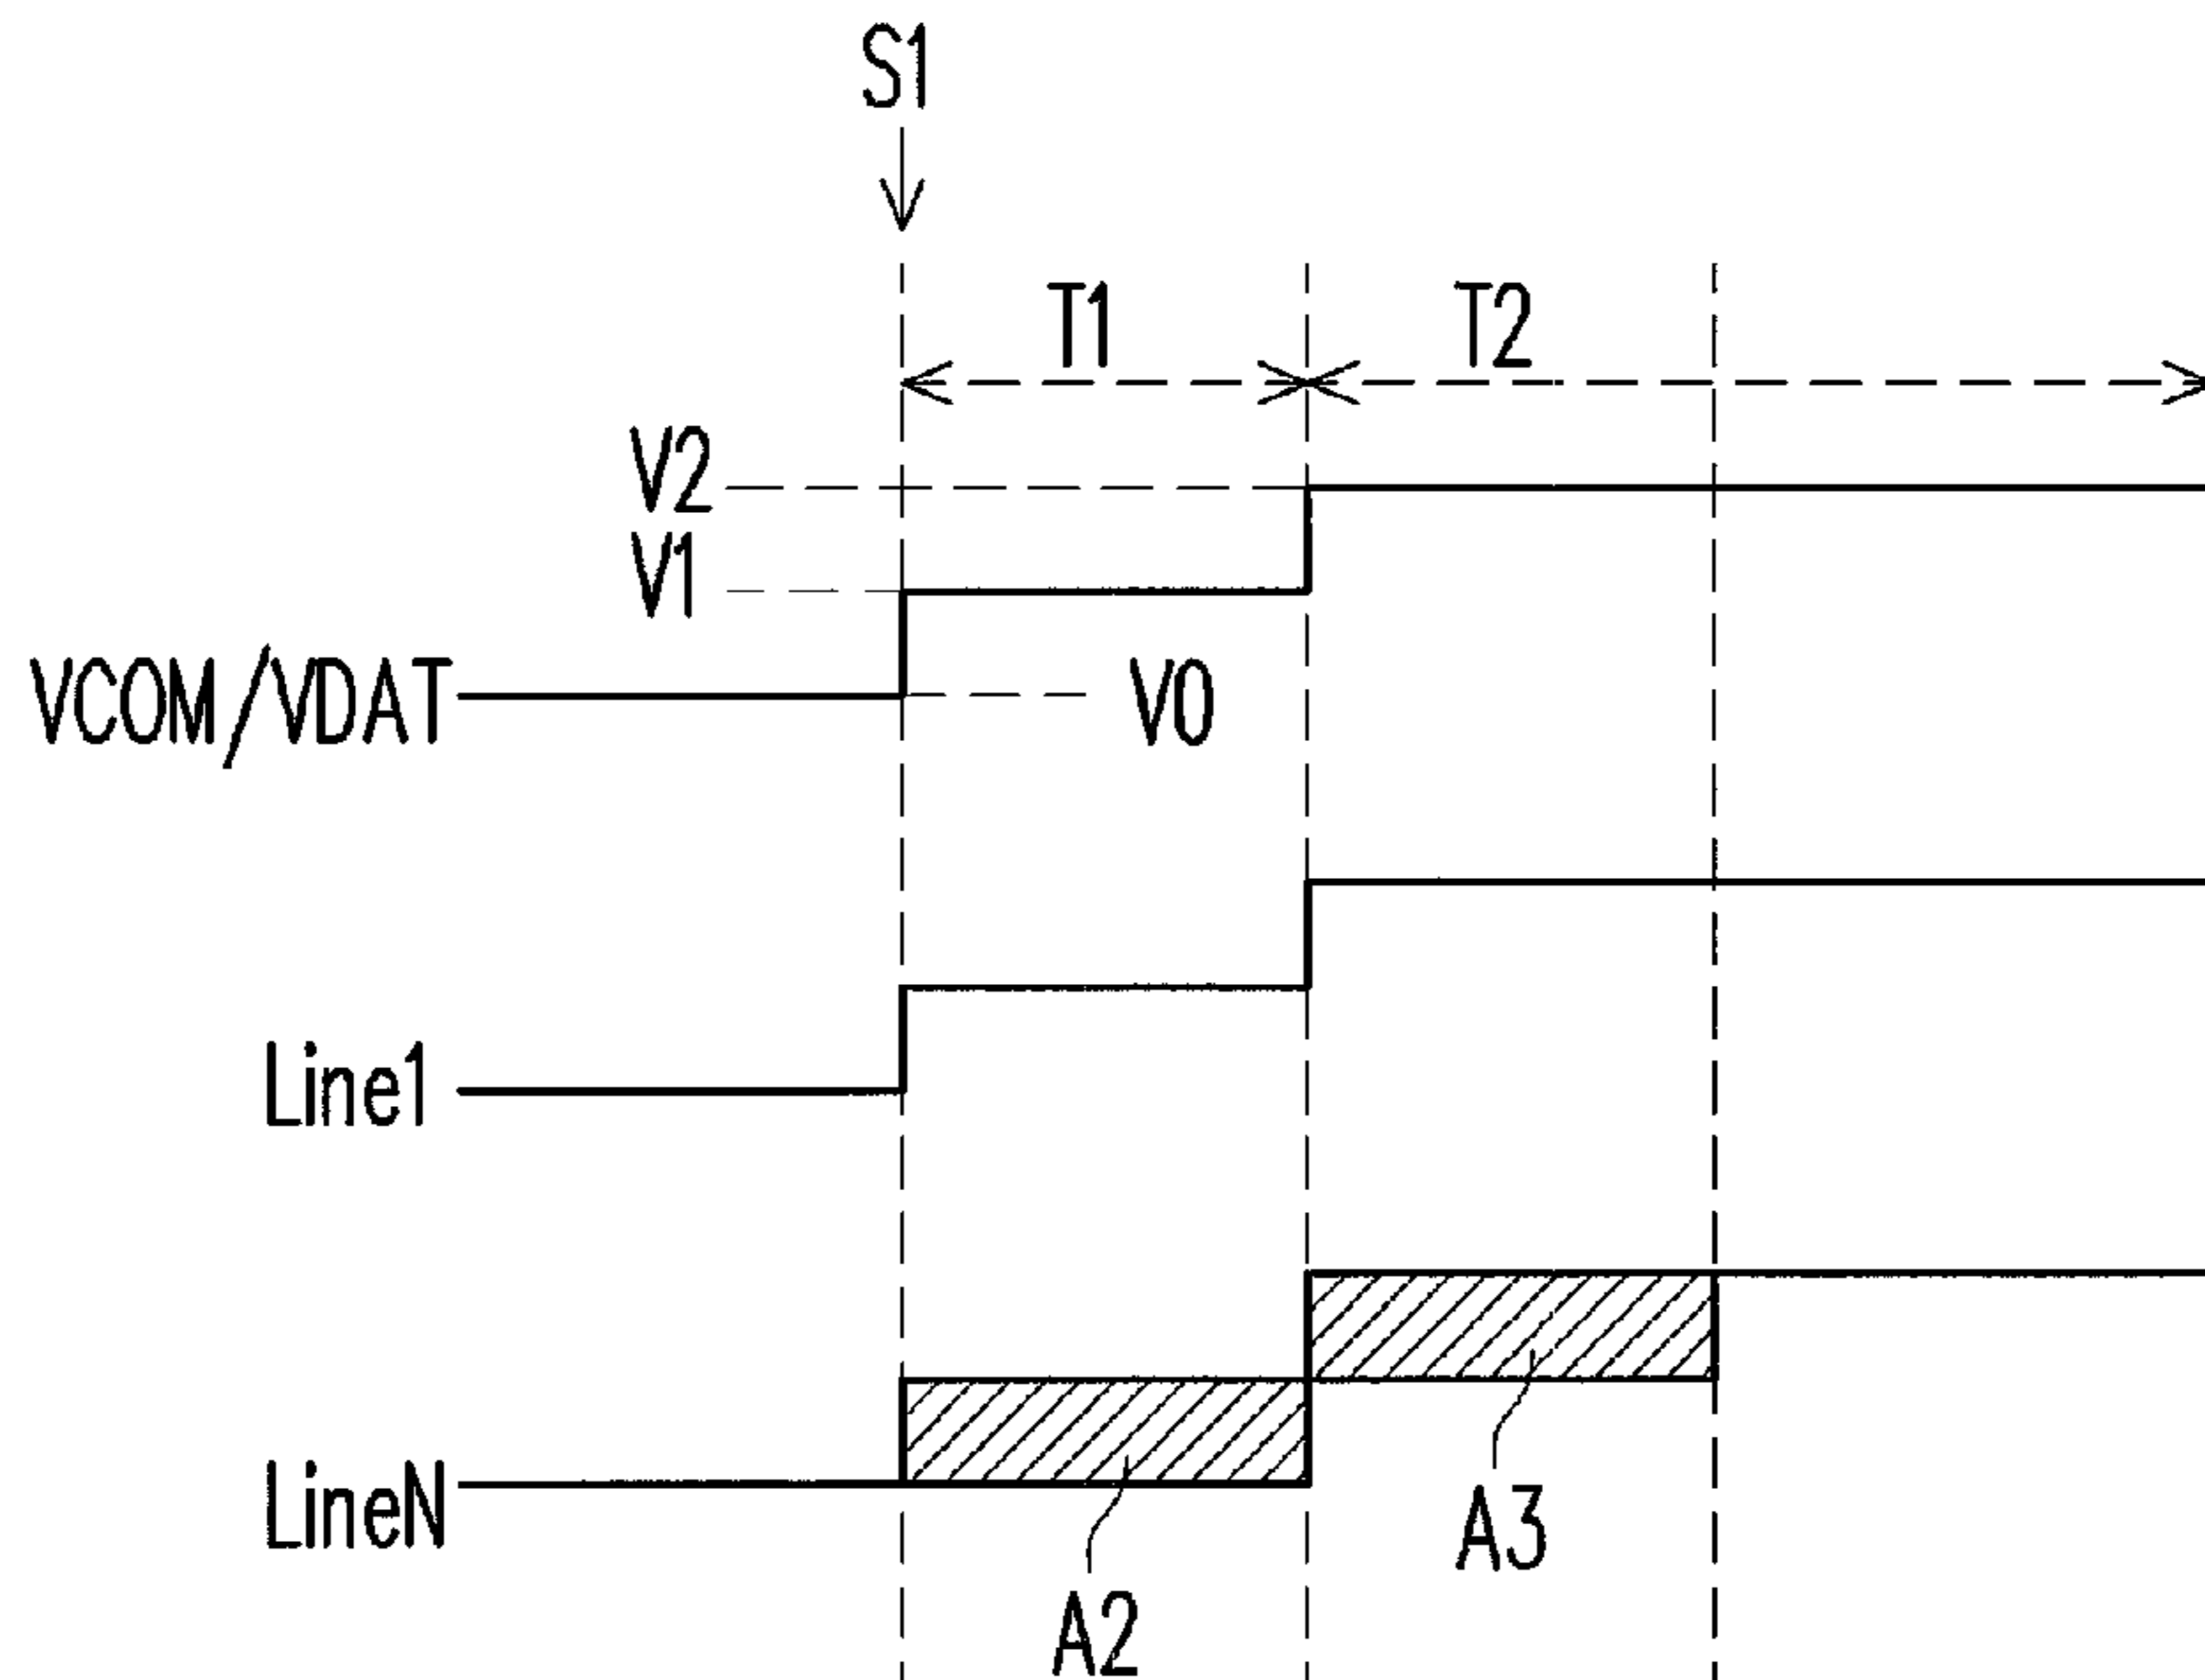 S1
T1
T2
V2
V1
VCOM/VDAT
V0
Line1
LineN
A3
A2